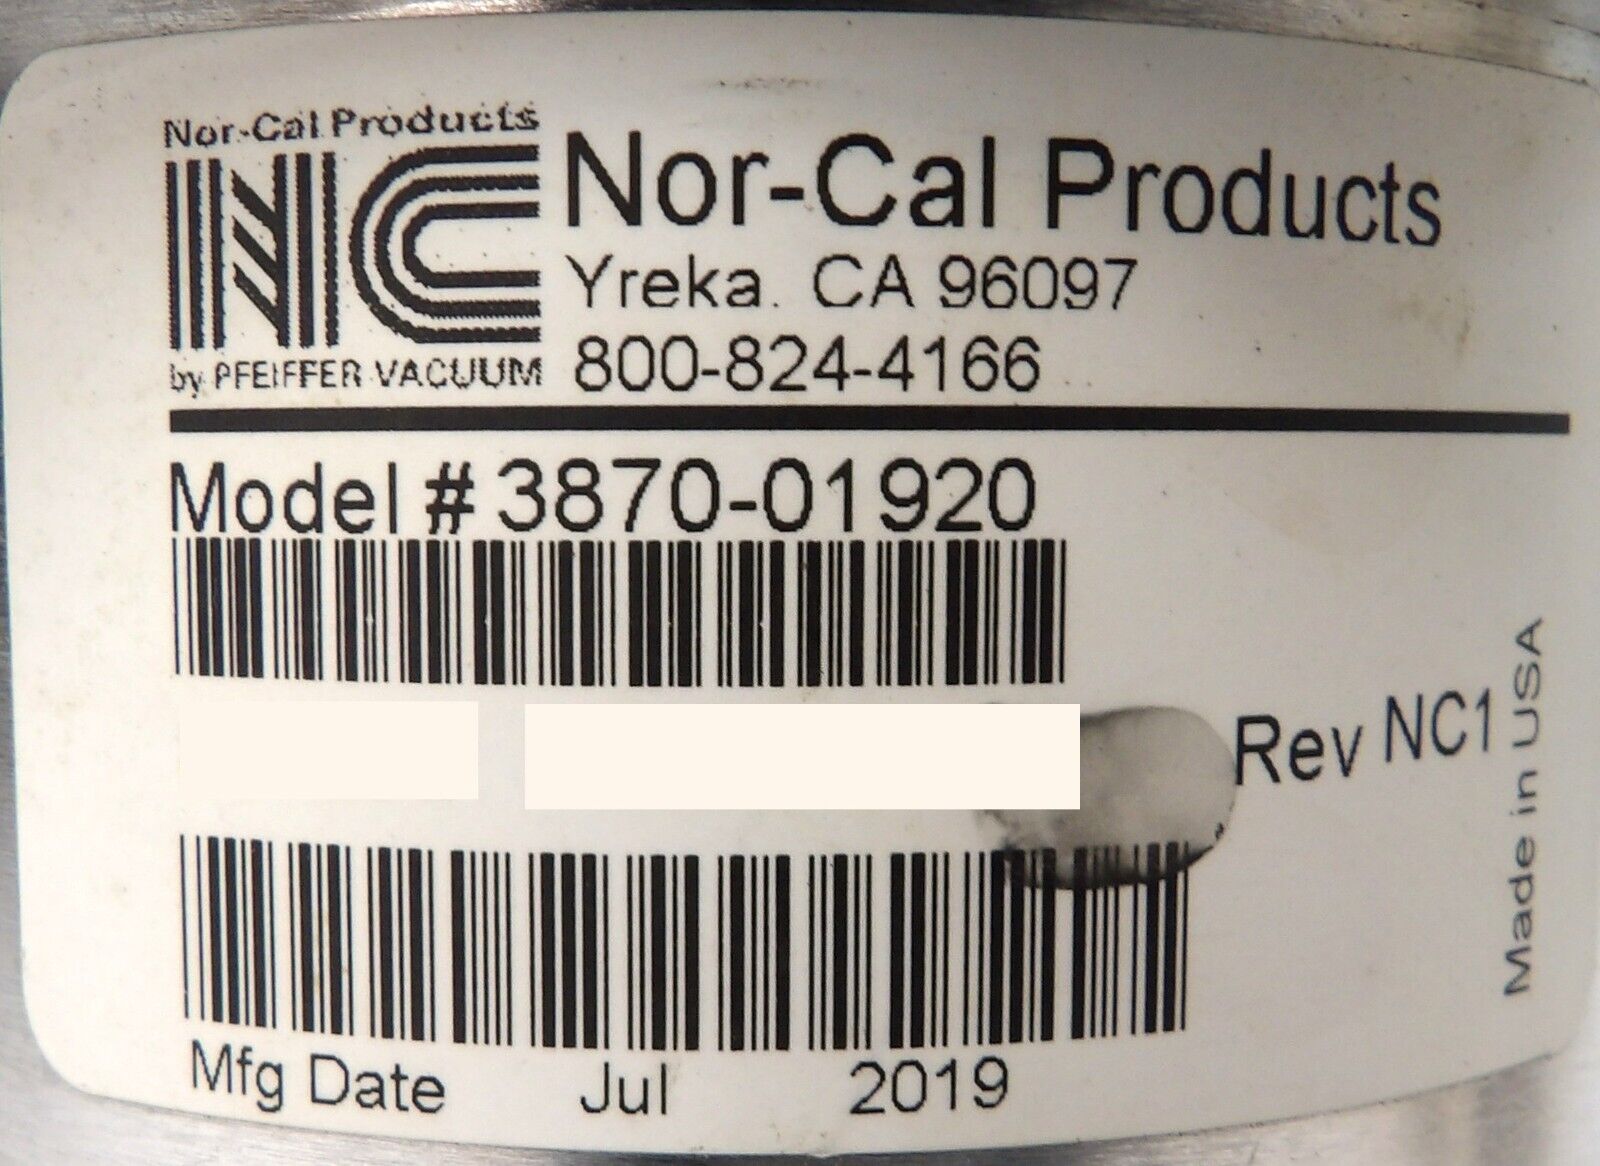 Nor-Cal Products
NC
by PFEIFFER VACUUM
Nor-Cal Products
Yreka. CA 96097
800-824-4166
Model # 3870-01920
Rev NC1
Made in USA
Mfg Date Jul 2019